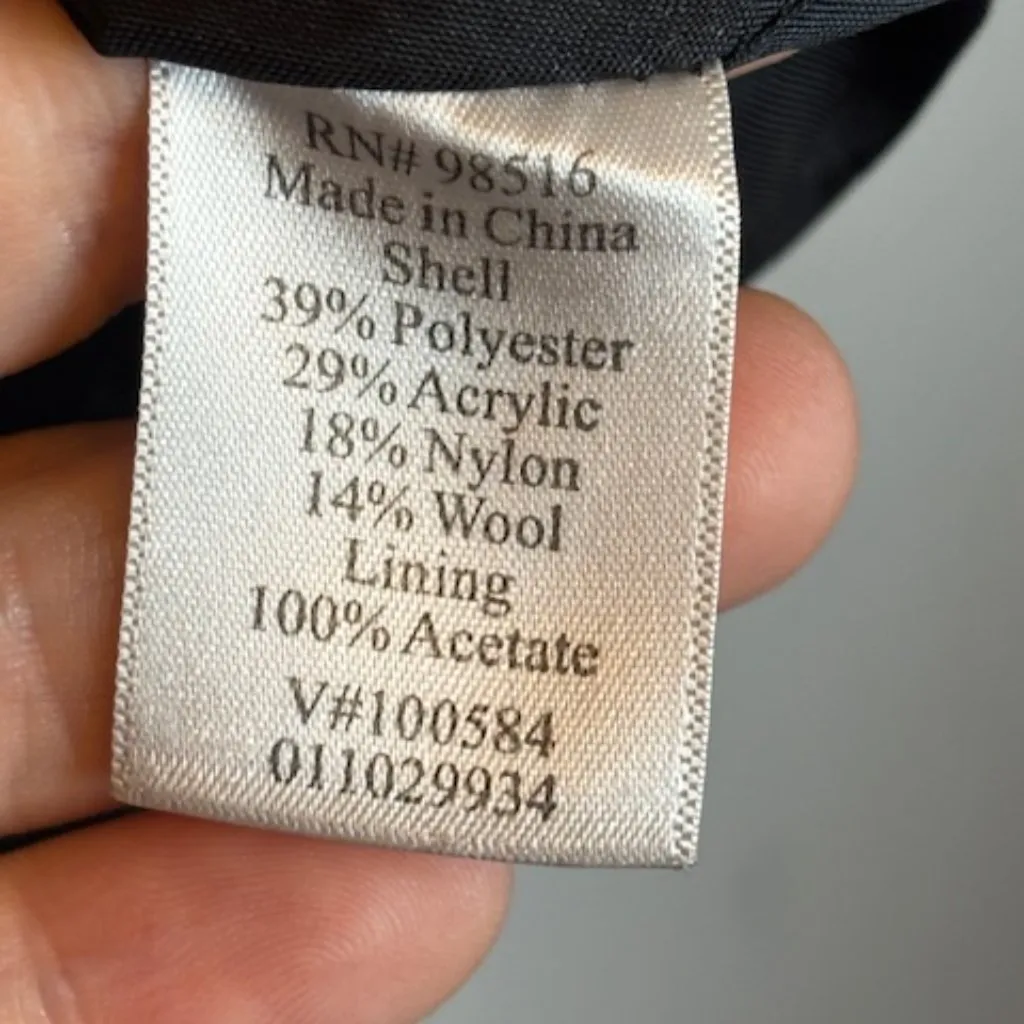 RN# 98516
Made in China
Shell
39% Polyester
29% Acrylic
18% Nylon
14% Wool
Lining
100% Acetate
V#100584
011029934